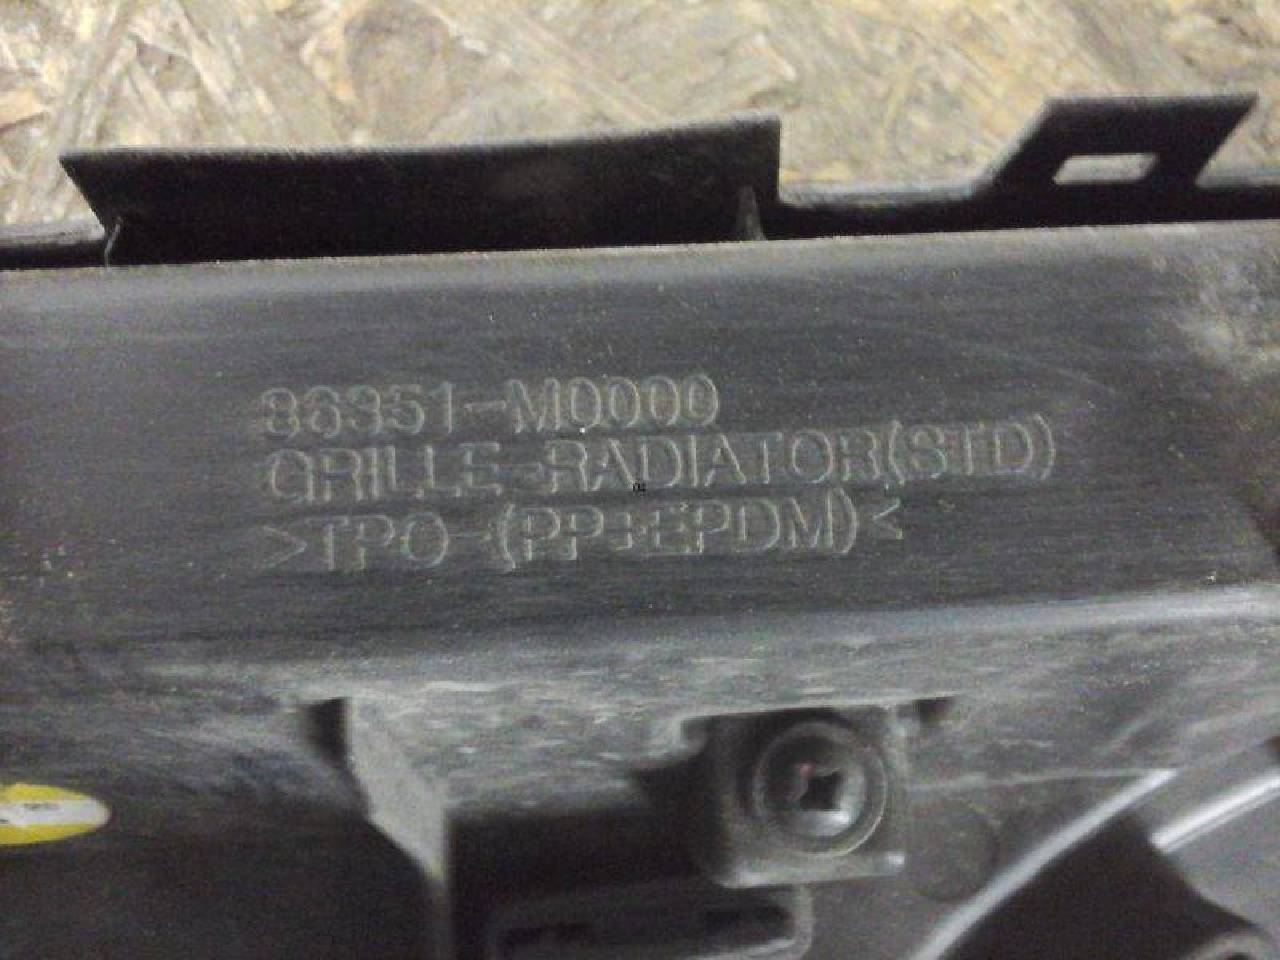 86351-M0000
GRILLE-RADIATOR(STD)
>TPO-(PP+EPDM)<